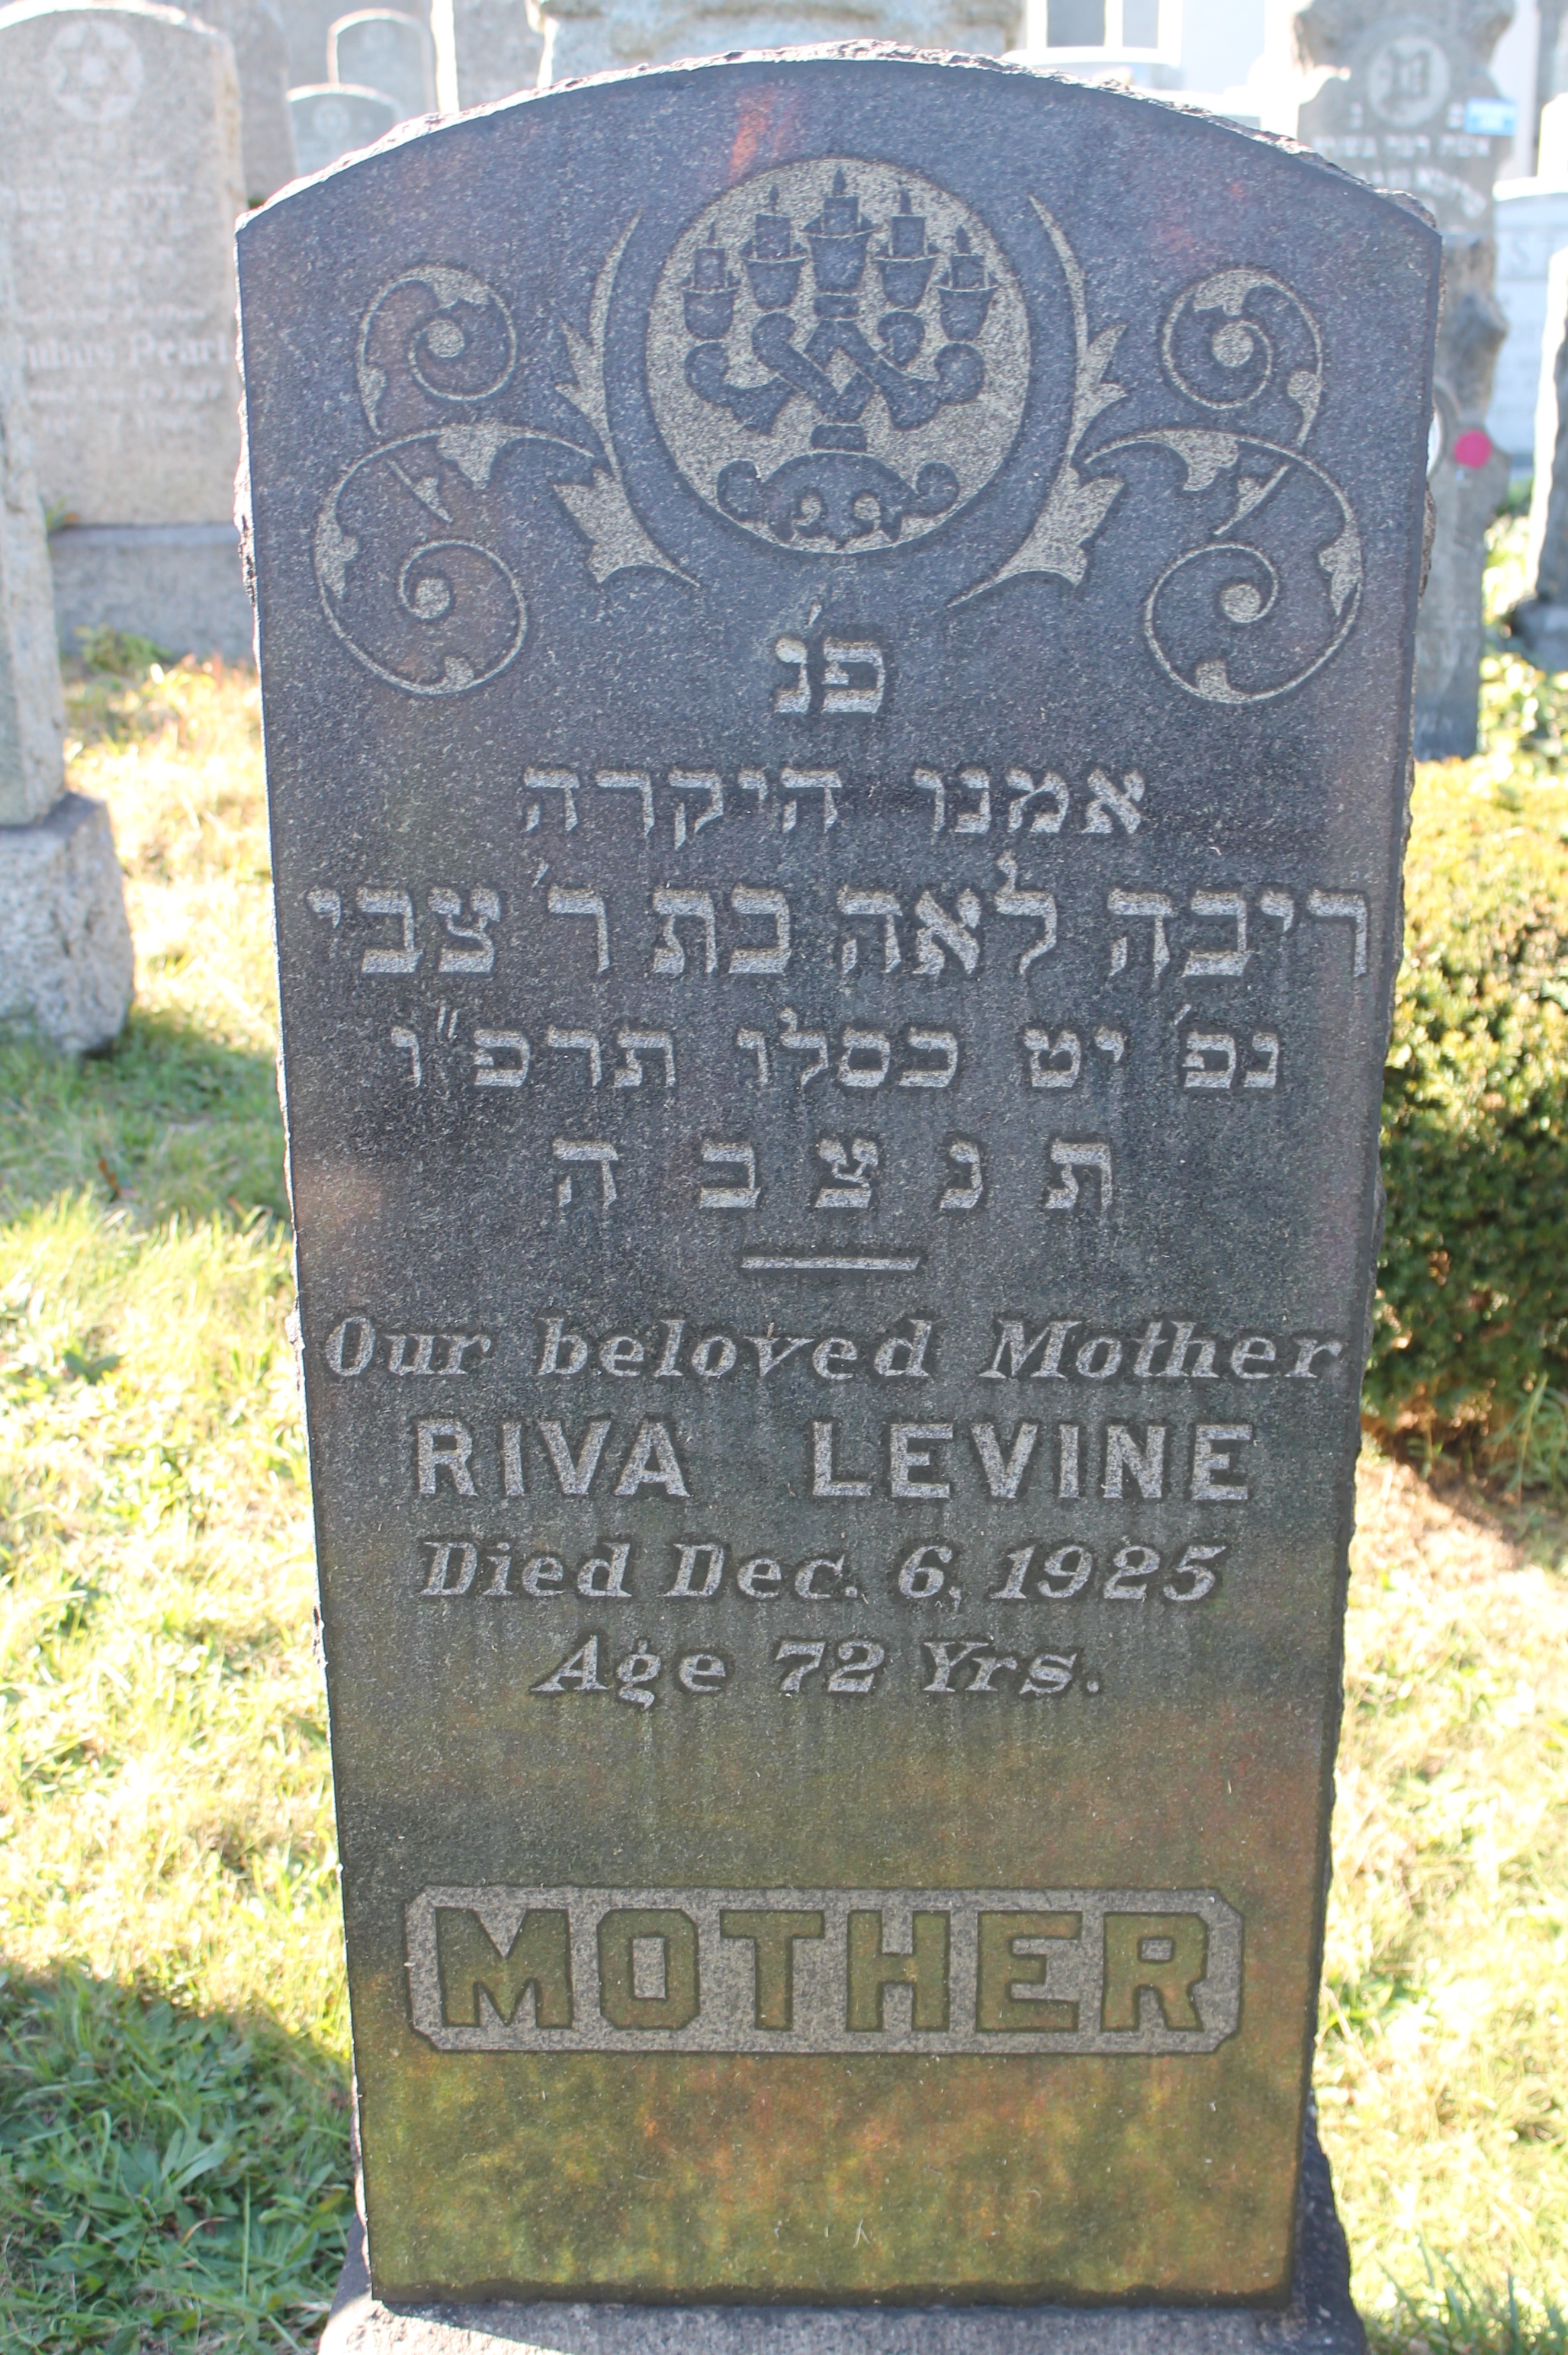 פנ׳
אמנו היקרה
ריבה לאה בת ר׳ צבי
נפ׳ יט כסלו תרפ״ו
ת נ צ ב ה
Our beloved Mother
RIVA LEVINE
Died Dec. 6, 1925
Age 72 Yrs.
MOTHER